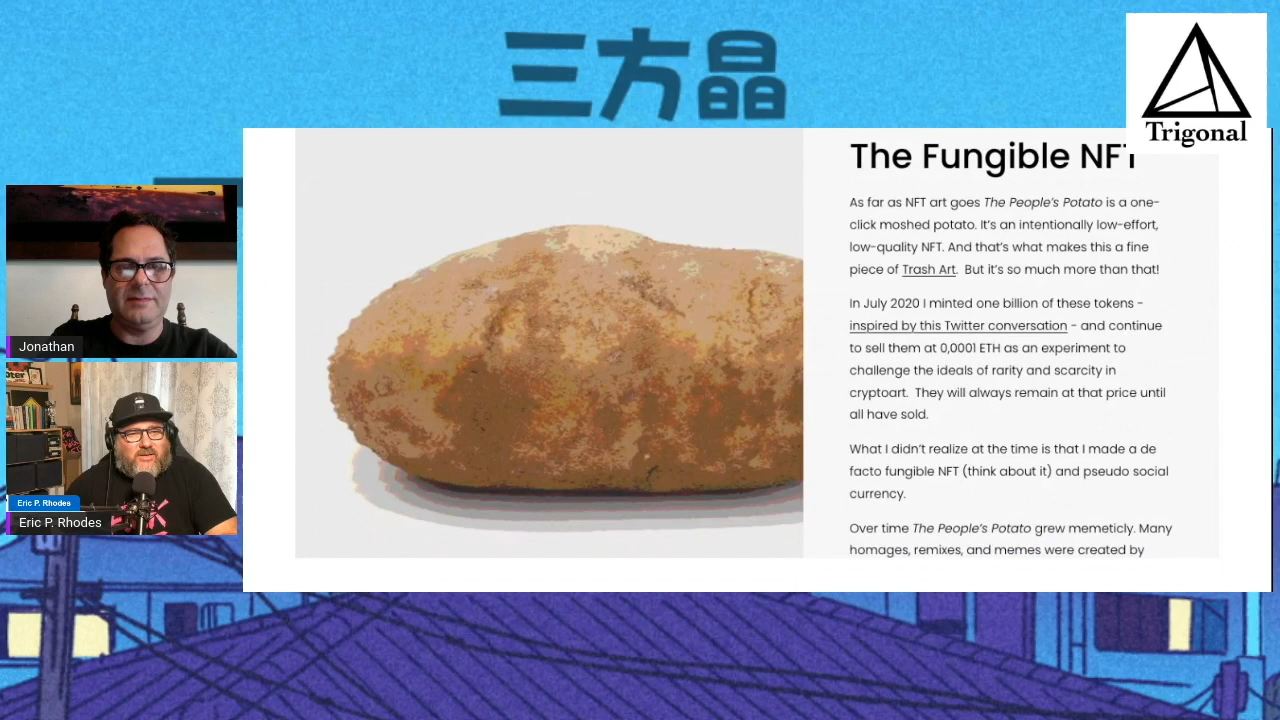 三方晶
Trigonal
The Fungible NFT
As far as NFT art goes The People's Potato is a one-
click moshed potato. It's an intentionally low-effort,
low-quality NFT. And that's what makes this a fine
piece of Trash Art.  But it's so much more than that!
In July 2020 I minted one billion of these tokens -
inspired by this Twitter conversation - and continue
to sell them at 0,0001 ETH as an experiment to
challenge the ideals of rarity and scarcity in
cryptoart.  They will always remain at that price until
all have sold.
What I didn't realize at the time is that I made a de
facto fungible NFT (think about it) and pseudo social
currency.
Over time The People's Potato grew memeticly. Many
homages, remixes, and memes were created by
Jonathan
Eric P. Rhodes
Eric P. Rhodes